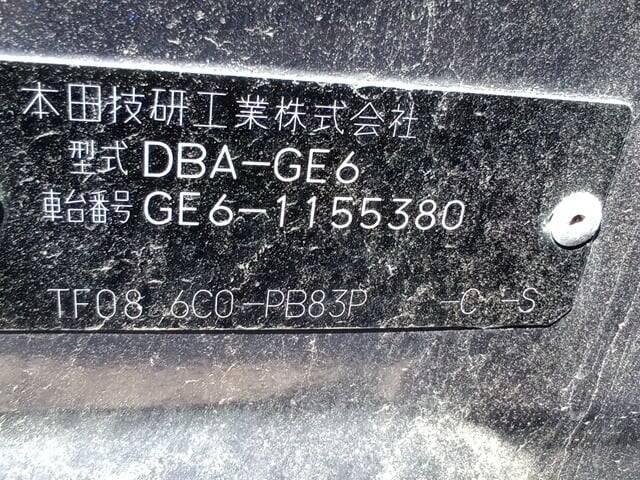 本田技研工業株式会社
型式 DBA-GE6
車台番号 GE6-1155380
TF08 6C0-PB83P -C -S